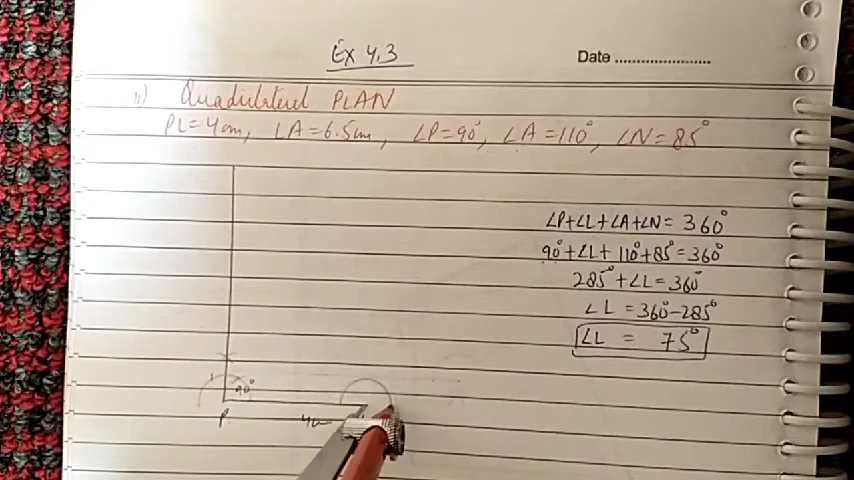 Ex 4.3
Date ........................
ii) Quadrilateral PLAN
PL=4cm, LA=6.5cm, ∠P=90°, ∠A=110°, ∠N=85°
∠P+∠L+∠A+∠N=360°
90°+∠L+110°+85°=360°
285°+∠L=360°
∠L=360°-285°
∠L = 75°
90°
P 4cm